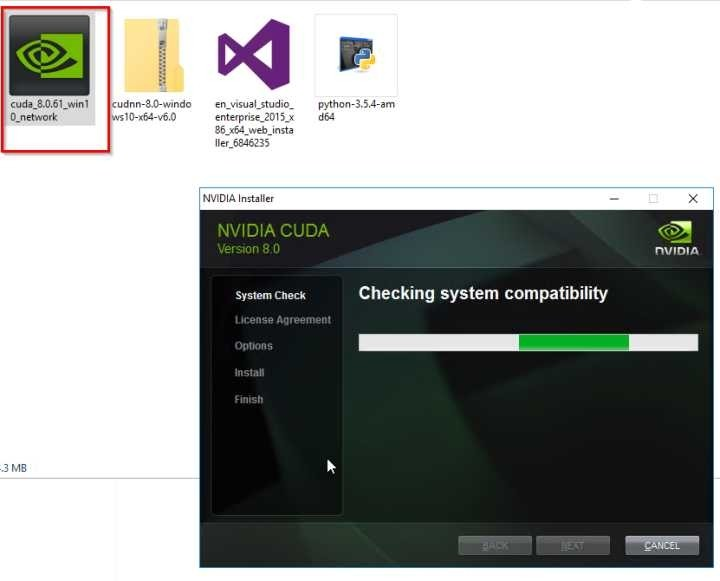 cuda_8.0.61_win1
0_network
cudnn-8.0-windo
ws10-x64-v6.0
en_visual_studio_
enterprise_2015_x
86_x64_web_insta
ller_6846235
python-3.5.4-am
d64
NVIDIA Installer
NVIDIA CUDA
Version 8.0
NVIDIA.
System Check
License Agreement
Options
Install
Finish
Checking system compatibility
.3 MB
BACK
NEXT
CANCEL